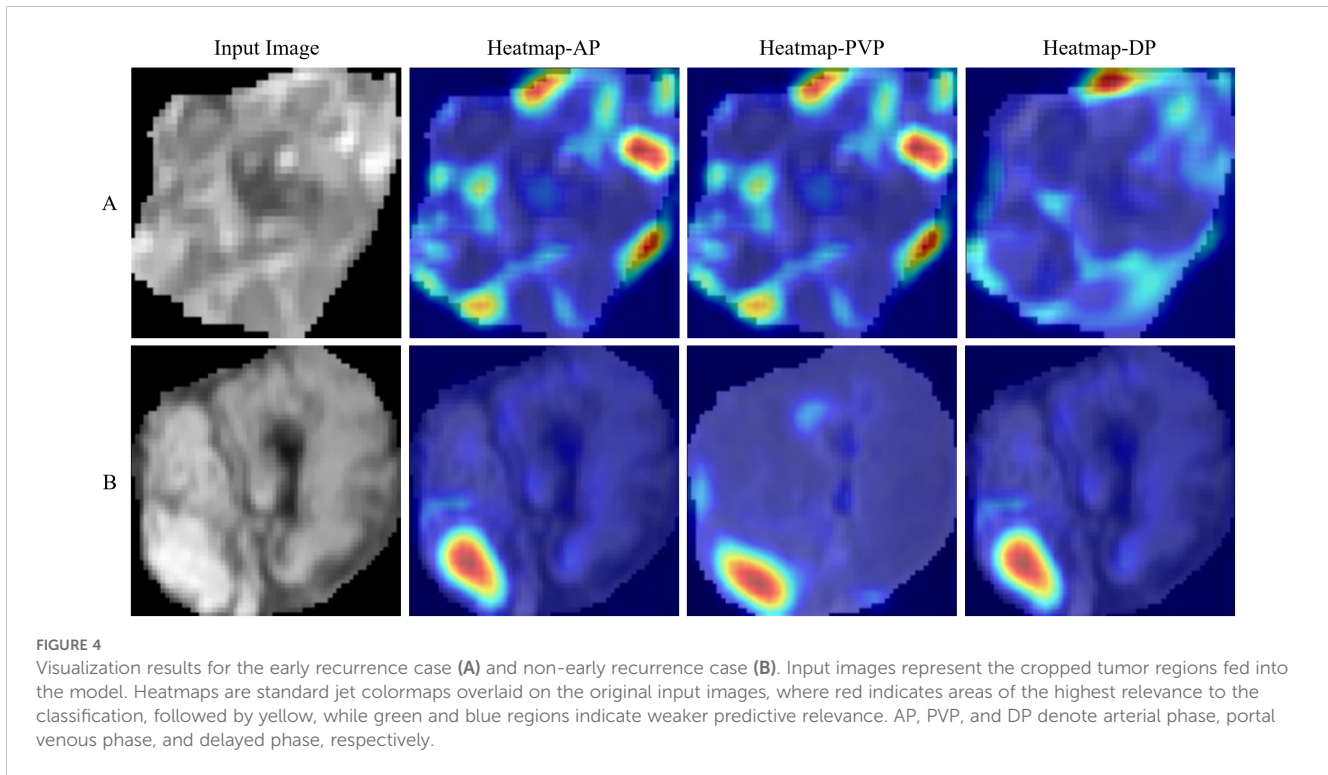 Input Image Heatmap-AP Heatmap-PVP Heatmap-DP
A
B
FIGURE 4
Visualization results for the early recurrence case (A) and non-early recurrence case (B). Input images represent the cropped tumor regions fed into
the model. Heatmaps are standard jet colormaps overlaid on the original input images, where red indicates areas of the highest relevance to the
classification, followed by yellow, while green and blue regions indicate weaker predictive relevance. AP, PVP, and DP denote arterial phase, portal
venous phase, and delayed phase, respectively.